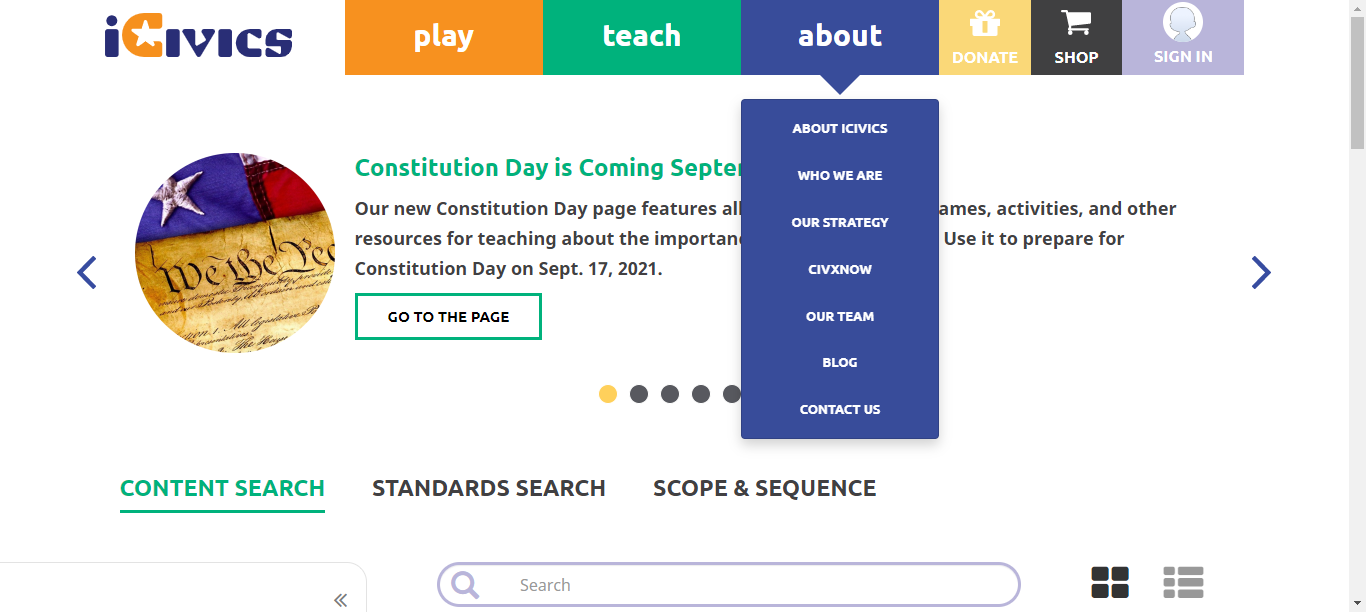 iCivics
play
teach
about
DONATE
SHOP
SIGN IN
ABOUT ICIVICS
WHO WE ARE
OUR STRATEGY
CIVXNOW
OUR TEAM
BLOG
CONTACT US
We the Peo
Constitution Day is Coming Septe
Our new Constitution Day page features all ames, activities, and other
resources for teaching about the importan Use it to prepare for
Constitution Day on Sept. 17, 2021.
GO TO THE PAGE
CONTENT SEARCH
STANDARDS SEARCH
SCOPE & SEQUENCE
Search